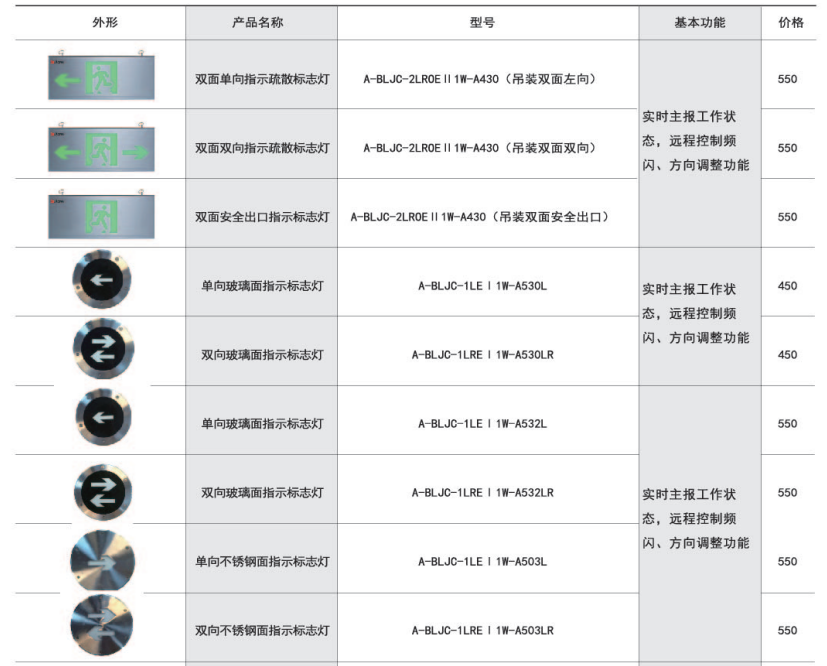 外形 产品名称 型号 基本功能 价格
双面单向指示疏散标志灯 A-BLJC-2LROEⅡ1W-A430（吊装双面左向） 550
双面双向指示疏散标志灯 A-BLJC-2LROEⅡ1W-A430（吊装双面双向） 550
双面安全出口指示标志灯 A-BLJC-2LROEⅡ1W-A430（吊装双面安全出口） 550
实时主报工作状
态，远程控制频
闪、方向调整功能
单向玻璃面指示标志灯 A-BLJC-1LEⅠ1W-A530L 450
双向玻璃面指示标志灯 A-BLJC-1LREⅠ1W-A530LR 450
实时主报工作状
态，远程控制频
闪、方向调整功能
单向玻璃面指示标志灯 A-BLJC-1LEⅠ1W-A532L 550
双向玻璃面指示标志灯 A-BLJC-1LREⅠ1W-A532LR 550
单向不锈钢面指示标志灯 A-BLJC-1LEⅠ1W-A503L 550
双向不锈钢面指示标志灯 A-BLJC-1LREⅠ1W-A503LR 550
实时主报工作状
态，远程控制频
闪、方向调整功能